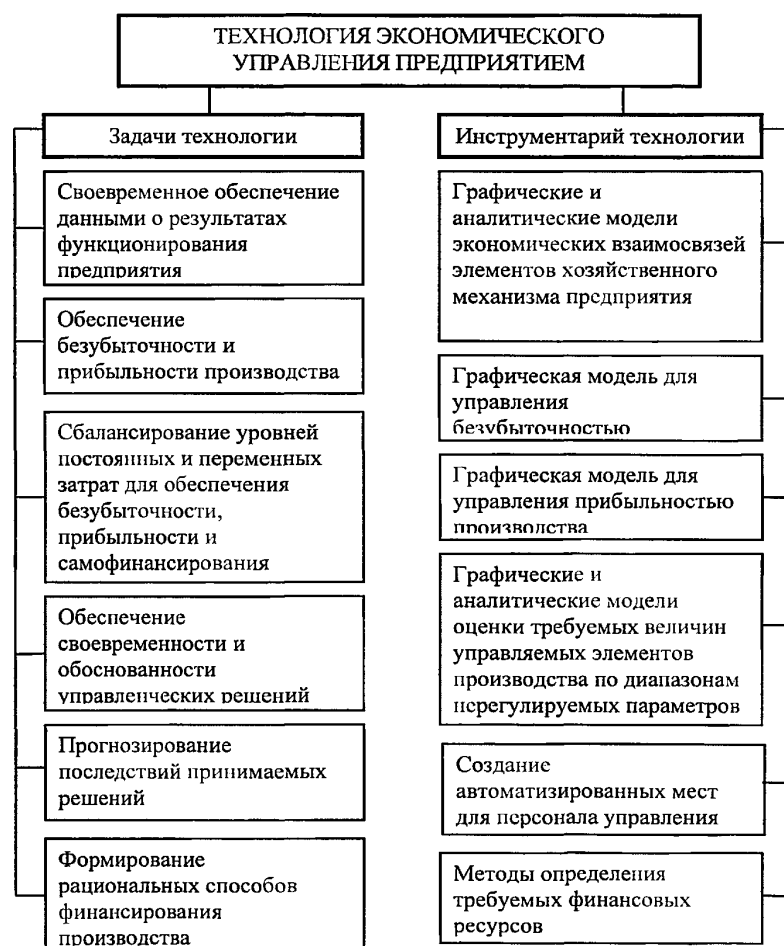 ТЕХНОЛОГИЯ ЭКОНОМИЧЕСКОГО
УПРАВЛЕНИЯ ПРЕДПРИЯТИЕМ
Задачи технологии
Своевременное обеспечение
данными о результатах
функционирования
предприятия
Обеспечение
безубыточности и
прибыльности производства
Сбалансирование уровней
постоянных и переменных
затрат для обеспечения
безубыточности,
прибыльности и
самофинансирования
Обеспечение
своевременности и
обоснованности
управленческих решений
Прогнозирование
последствий принимаемых
решений
Формирование
рациональных способов
финансирования
производства
Инструментарий технологии
Графические и
аналитические модели
экономических взаимосвязей
элементов хозяйственного
механизма предприятия
Графическая модель для
управления
безубыточностью
Графическая модель для
управления прибыльностью
производства
Графические и
аналитические модели
оценки требуемых величин
управляемых элементов
производства по диапазонам
нерегулируемых параметров
Создание
автоматизированных мест
для персонала управления
Методы определения
требуемых финансовых
ресурсов